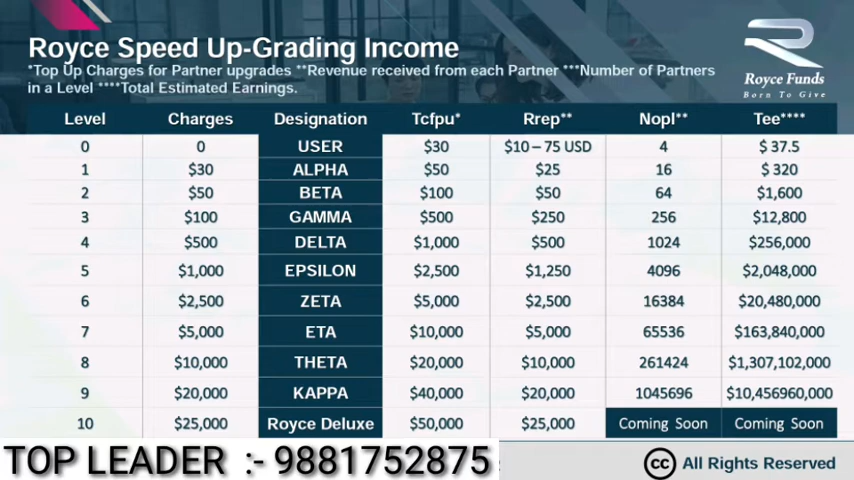 Royce Speed Up-Grading Income
*Top Up Charges for Partner upgrades **Revenue received from each Partner ***Number of Partners
in a Level ****Total Estimated Earnings.
Royce Funds
Born To Give
Level Charges Designation Tcfpu* Rrep** Nopl** Tee****
0 0 USER $30 $10 – 75 USD 4 $ 37.5
1 $30 ALPHA $50 $25 16 $ 320
2 $50 BETA $100 $50 64 $1,600
3 $100 GAMMA $500 $250 256 $12,800
4 $500 DELTA $1,000 $500 1024 $256,000
5 $1,000 EPSILON $2,500 $1,250 4096 $2,048,000
6 $2,500 ZETA $5,000 $2,500 16384 $20,480,000
7 $5,000 ETA $10,000 $5,000 65536 $163,840,000
8 $10,000 THETA $20,000 $10,000 261424 $1,307,102,000
9 $20,000 KAPPA $40,000 $20,000 1045696 $10,456960,000
10 $25,000 Royce Deluxe $50,000 $25,000 Coming Soon Coming Soon
TOP LEADER :- 9881752875
cc All Rights Reserved